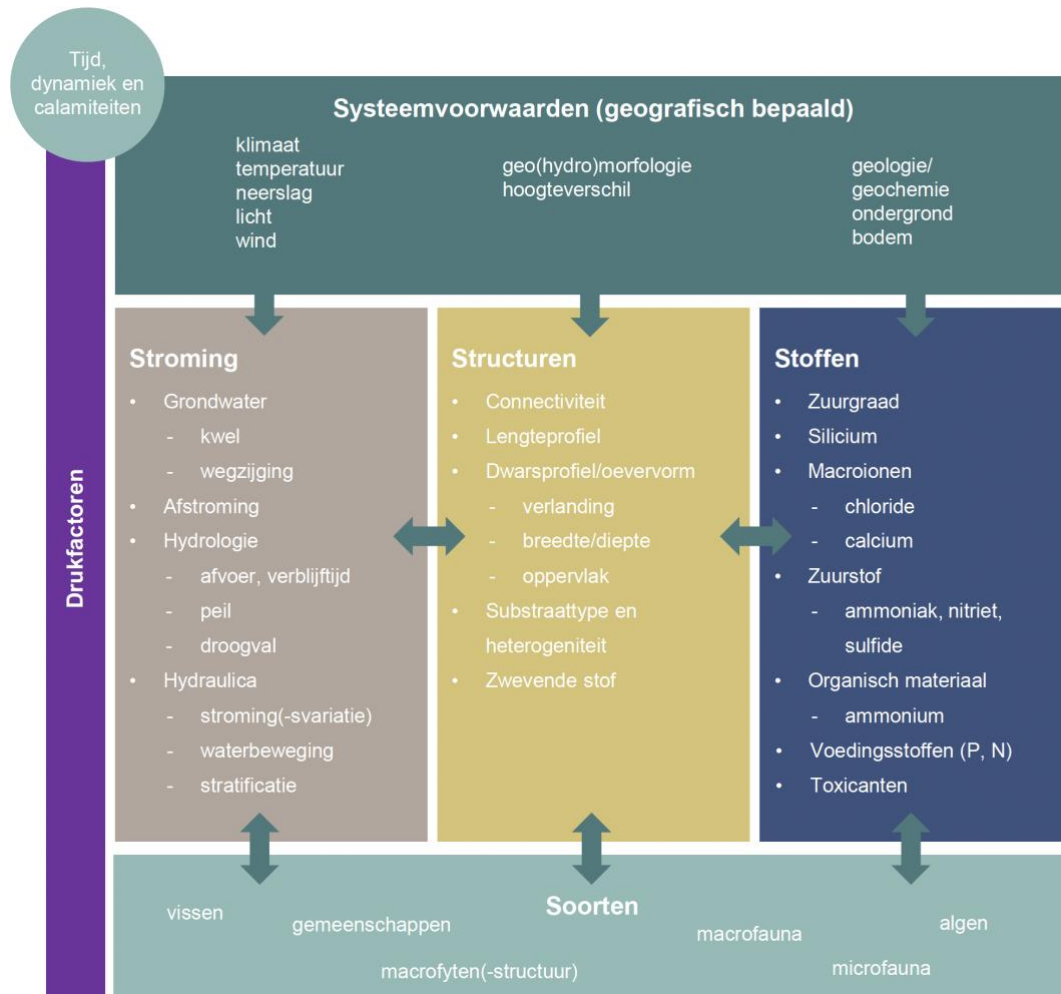 Tijd,
dynamiek en
calamiteiten
Systeemvoorwaarden (geografisch bepaald)
klimaat
temperatuur
neerslag
licht
wind
geo(hydro)morfologie
hoogteverschil
geologie/
geochemie
ondergrond
bodem
Drukfactoren
Stroming
• Grondwater
- kwel
- wegzijging
• Afstroming
• Hydrologie
- afvoer, verblijftijd
- peil
- droogval
• Hydraulica
- stroming(-svariatie)
- waterbeweging
- stratificatie
Structuren
• Connectiviteit
• Lengteprofiel
• Dwarsprofiel/oevervorm
- verlanding
- breedte/diepte
- oppervlak
• Substraattype en
heterogeniteit
• Zwevende stof
Stoffen
• Zuurgraad
• Silicium
• Macroionen
- chloride
- calcium
• Zuurstof
- ammoniak, nitriet,
sulfide
• Organisch materiaal
- ammonium
• Voedingsstoffen (P, N)
• Toxicanten
Soorten
vissen
gemeenschappen
macrofyten(-structuur)
macrofauna
algen
microfauna